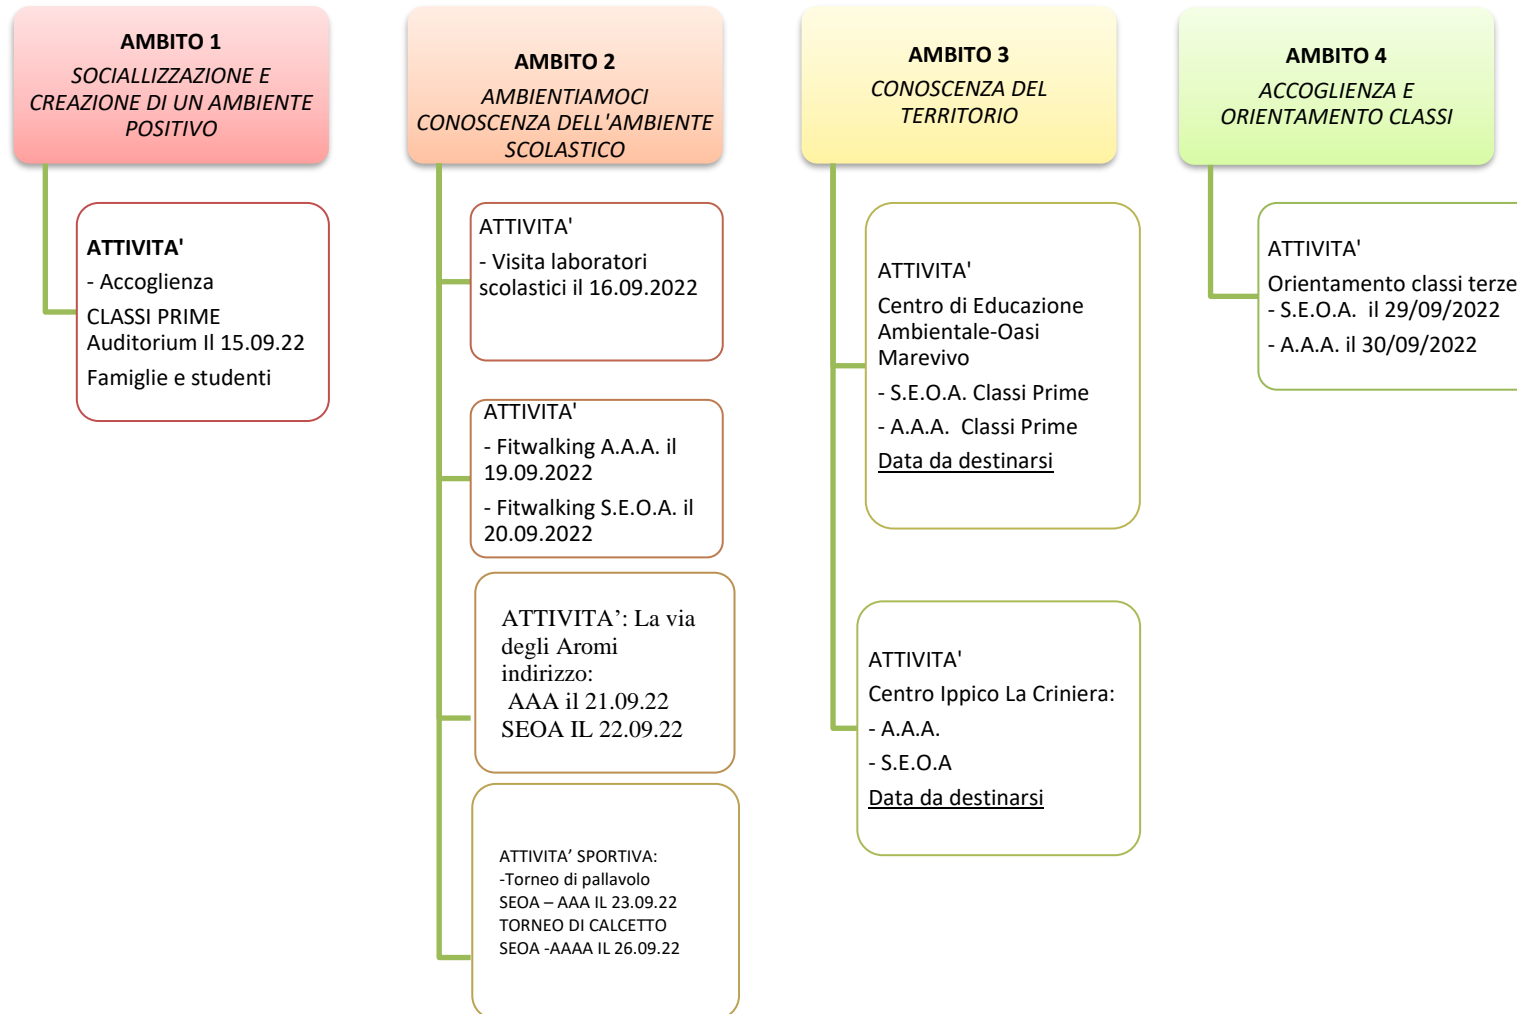 AMBITO 1
SOCIALLIZZAZIONE E
CREAZIONE DI UN AMBIENTE
POSITIVO
ATTIVITA'
- Accoglienza
CLASSI PRIME
Auditorium Il 15.09.22
Famiglie e studenti
AMBITO 2
AMBIENTIAMOCI
CONOSCENZA DELL'AMBIENTE
SCOLASTICO
ATTIVITA'
- Visita laboratori
scolastici il 16.09.2022
ATTIVITA'
- Fitwalking A.A.A. il
19.09.2022
- Fitwalking S.E.O.A. il
20.09.2022
ATTIVITA’: La via
degli Aromi
indirizzo:
AAA il 21.09.22
SEOA IL 22.09.22
ATTIVITA’ SPORTIVA:
-Torneo di pallavolo
SEOA – AAA IL 23.09.22
TORNEO DI CALCETTO
SEOA -AAAA IL 26.09.22
AMBITO 3
CONOSCENZA DEL
TERRITORIO
ATTIVITA'
Centro di Educazione
Ambientale-Oasi
Marevivo
- S.E.O.A. Classi Prime
- A.A.A. Classi Prime
Data da destinarsi
ATTIVITA'
Centro Ippico La Criniera:
- A.A.A.
- S.E.O.A
Data da destinarsi
AMBITO 4
ACCOGLIENZA E
ORIENTAMENTO CLASSI
ATTIVITA'
Orientamento classi terze
- S.E.O.A. il 29/09/2022
- A.A.A. il 30/09/2022